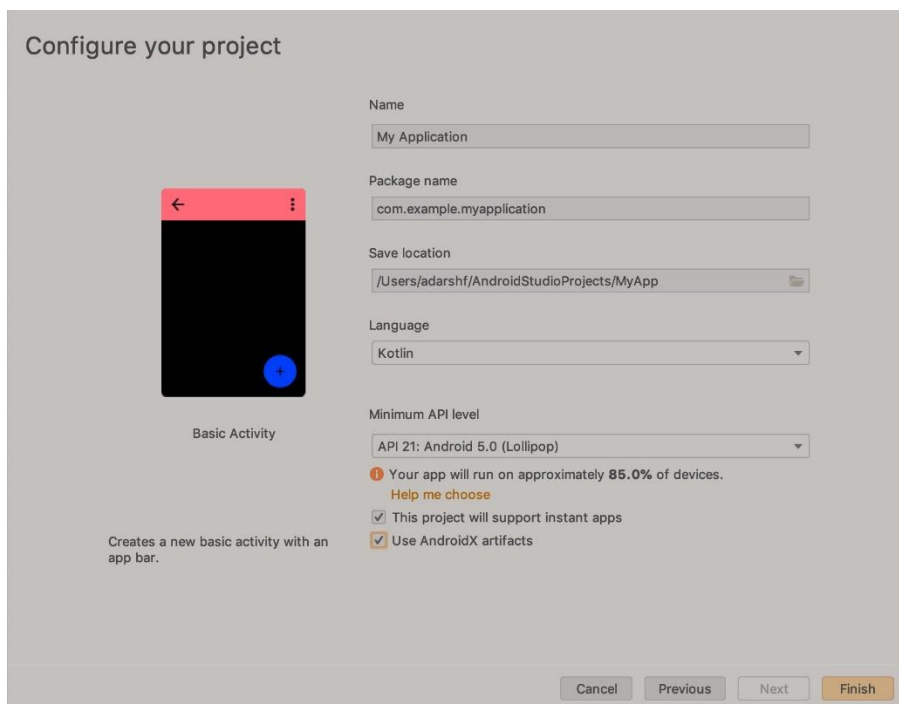 Configure your project
Name
My Application
Package name
com.example.myapplication
Save location
/Users/adarshf/AndroidStudioProjects/MyApp
Language
Kotlin
Basic Activity
Minimum API level
API 21: Android 5.0 (Lollipop)
Your app will run on approximately 85.0% of devices.
Help me choose
This project will support instant apps
Use AndroidX artifacts
Creates a new basic activity with an
app bar.
Cancel Previous Next Finish